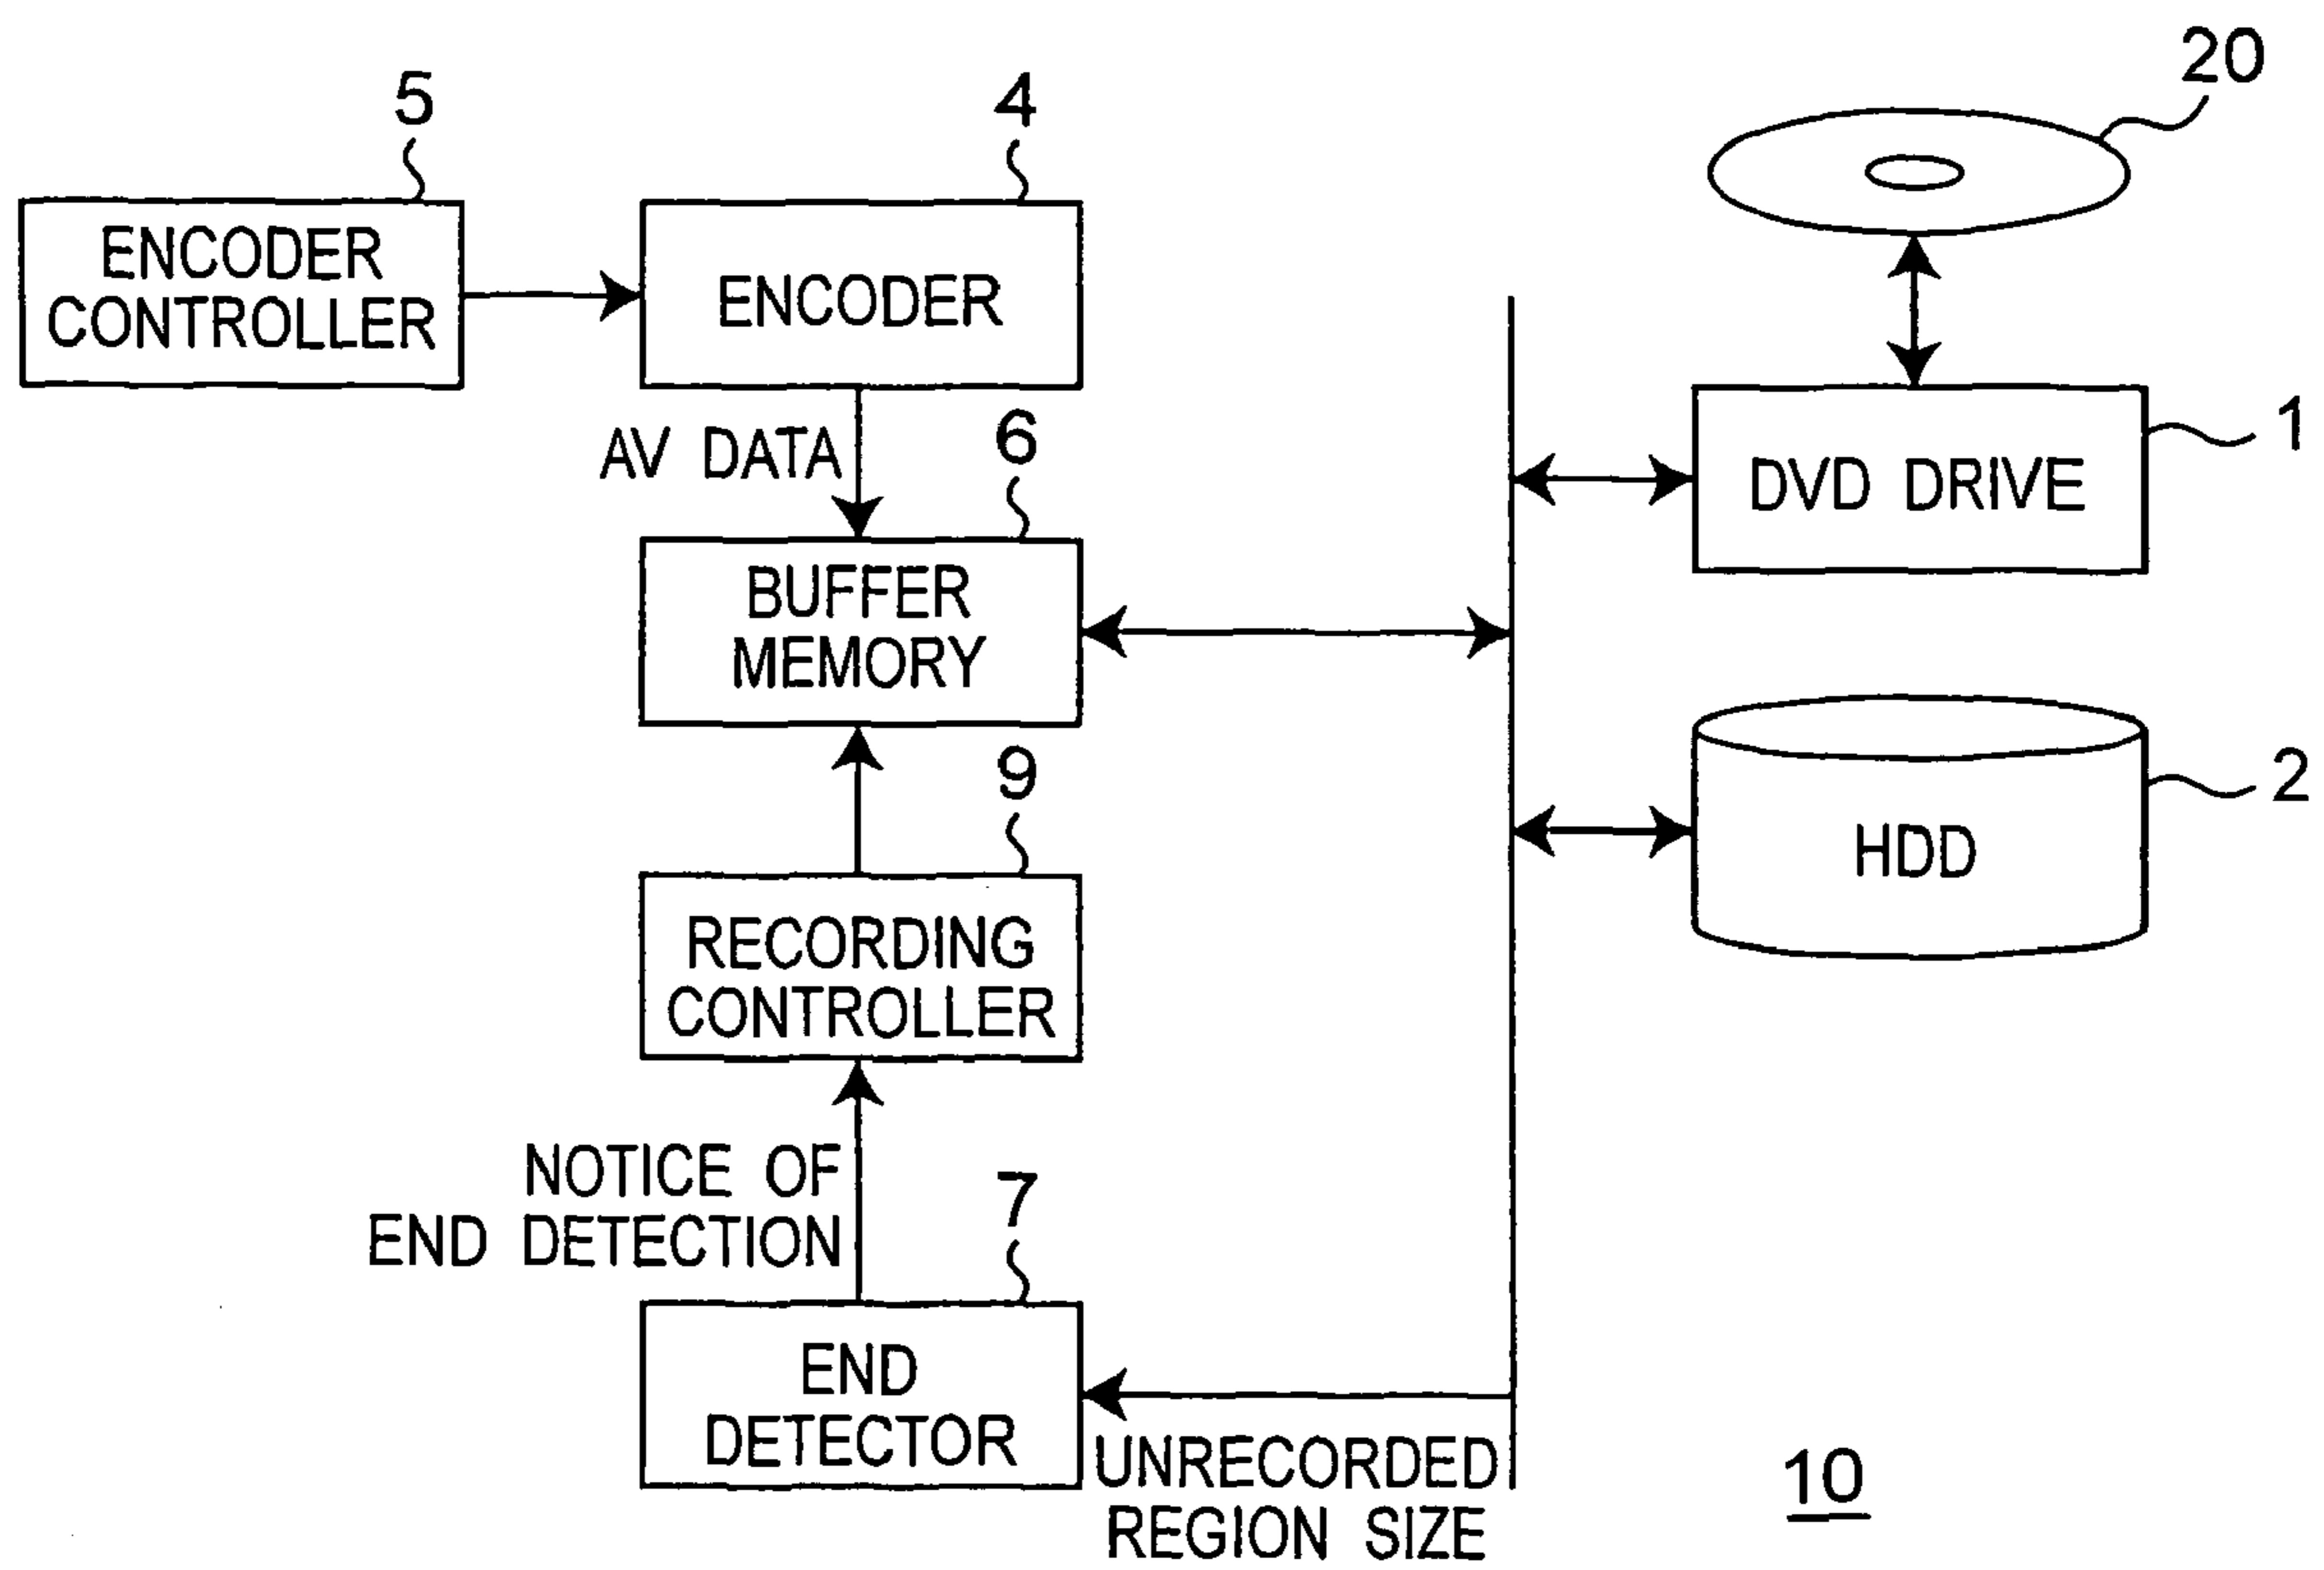 5
4
20
ENCODER
CONTROLLER
ENCODER
1
AV DATA
6
DVD DRIVE
BUFFER
MEMORY
9
2
HDD
RECORDING
CONTROLLER
NOTICE OF
END DETECTION
7
END
DETECTOR
UNRECORDED
REGION SIZE
10